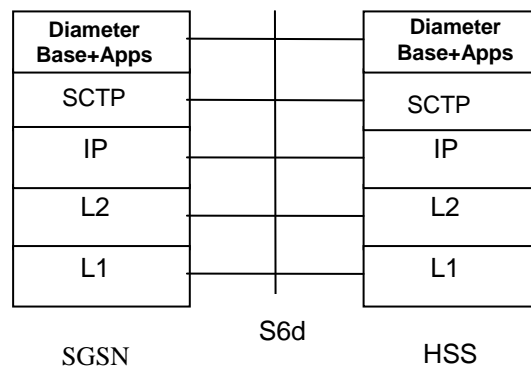 Diameter
Base+Apps
SCTP
IP
L2
L1
SGSN
S6d
Diameter
Base+Apps
SCTP
IP
L2
L1
HSS